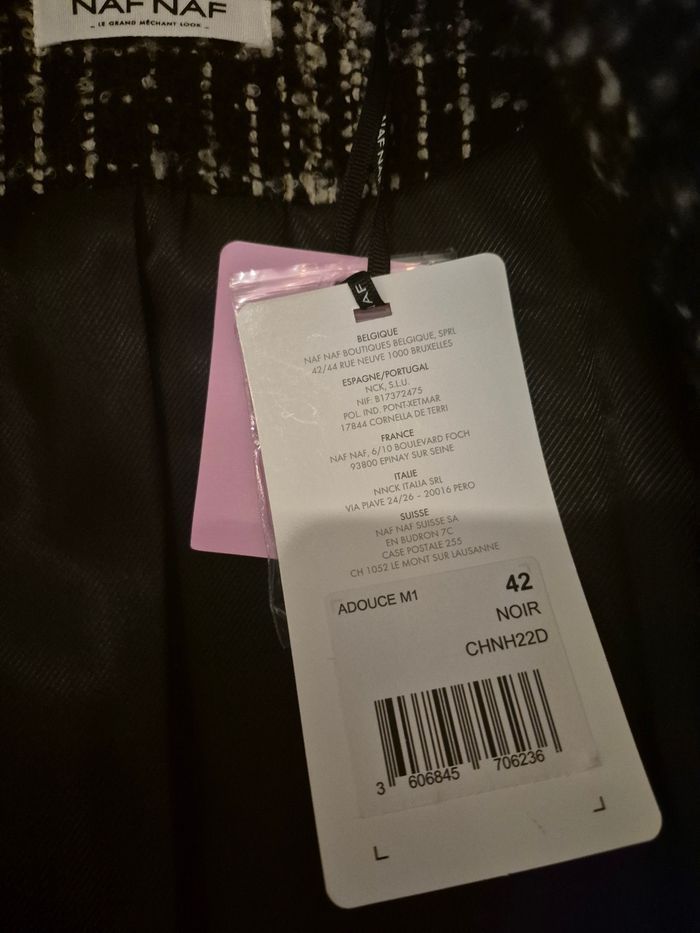 NAF NAF
_ LE GRAND MÉCHANT LOOK _
NAF NAF
AF
BELGIQUE
NAF NAF BOUTIQUES BELGIQUE, SPRL
42/44 RUE NEUVE 1000 BRUXELLES
ESPAGNE/PORTUGAL
NCK, S.L.U.
NIF: B17372475
POL. IND. PONT-XETMAR
17844 CORNELLA DE TERRI
FRANCE
NAF NAF, 6/10 BOULEVARD FOCH
93800 EPINAY SUR SEINE
ITALIE
NNCK ITALIA SRL
VIA PIAVE 24/26 - 20016 PERO
SUISSE
NAF NAF SUISSE SA
EN BUDRON 7C
CASE POSTALE 255
CH 1052 LE MONT SUR LAUSANNE
ADOUCE M1 42
NOIR
CHNH22D
3 606845 706236